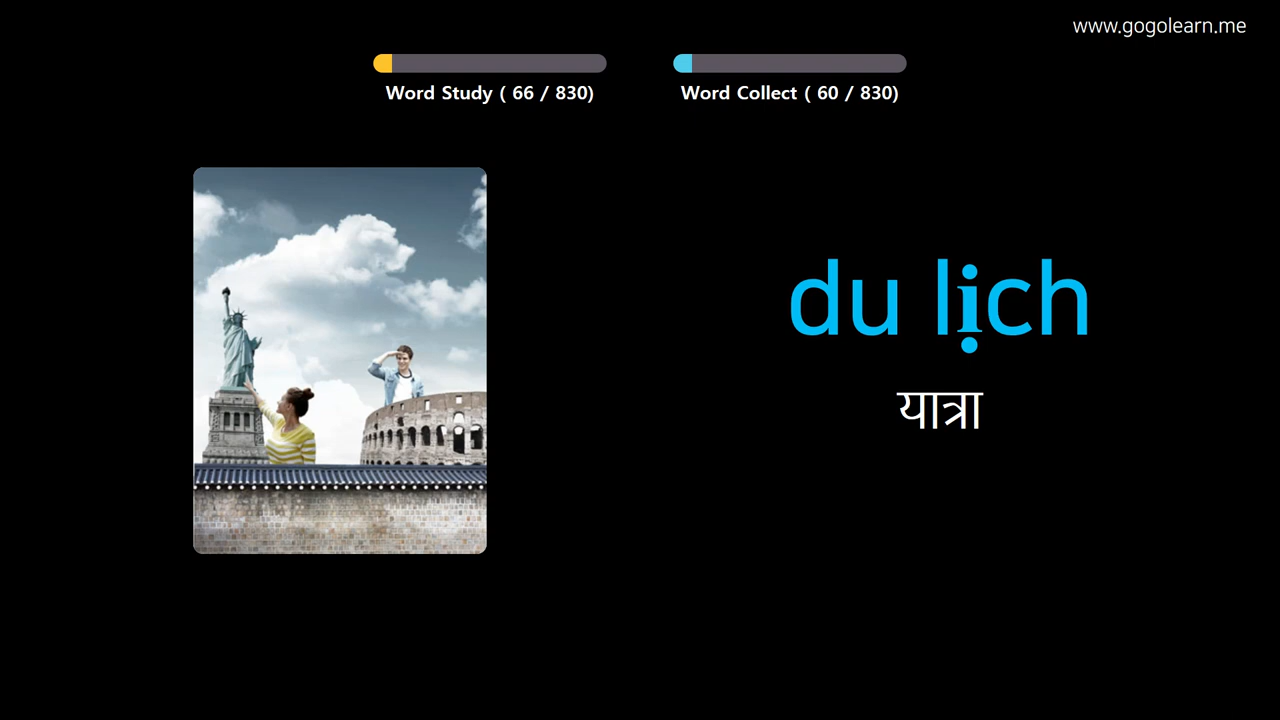 www.gogolearn.me
Word Study ( 66 / 830)
Word Collect ( 60 / 830)
du lịch
यात्रा